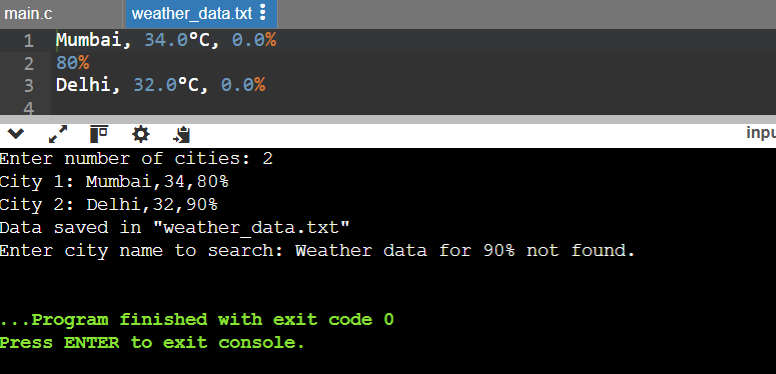 main.c weather_data.txt
1 Mumbai, 34.0°C, 0.0%
2 80%
3 Delhi, 32.0°C, 0.0%
4
Enter number of cities: 2
City 1: Mumbai,34,80%
City 2: Delhi,32,90%
Data saved in "weather_data.txt"
Enter city name to search: Weather data for 90% not found.
...Program finished with exit code 0
Press ENTER to exit console.